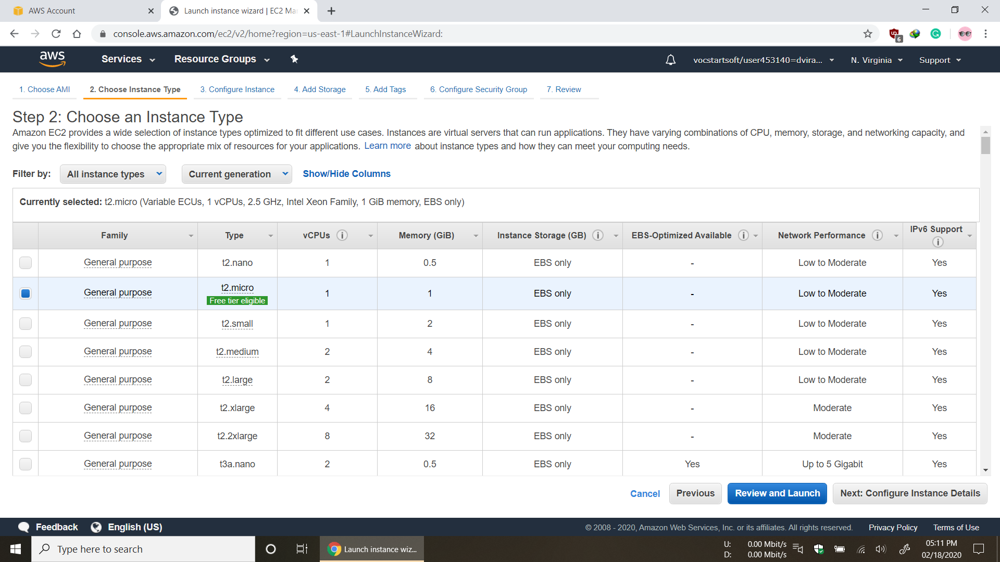 AWS Account
Launch instance wizard | EC2 Ma
console.aws.amazon.com/ec2/v2/home?region=us-east-1#LaunchInstanceWizard:
6
aws Services Resource Groups vocstartsoft/user453140=dvira... N. Virginia Support
1. Choose AMI 2. Choose Instance Type 3. Configure Instance 4. Add Storage 5. Add Tags 6. Configure Security Group 7. Review
Step 2: Choose an Instance Type
Amazon EC2 provides a wide selection of instance types optimized to fit different use cases. Instances are virtual servers that can run applications. They have varying combinations of CPU, memory, storage, and networking capacity, and
give you the flexibility to choose the appropriate mix of resources for your applications. Learn more about instance types and how they can meet your computing needs.
Filter by: All instance types Current generation Show/Hide Columns
Currently selected: t2.micro (Variable ECUs, 1 vCPUs, 2.5 GHz, Intel Xeon Family, 1 GiB memory, EBS only)
Family Type vCPUs Memory (GiB) Instance Storage (GB) EBS-Optimized Available Network Performance IPv6 Support
General purpose t2.nano 1 0.5 EBS only - Low to Moderate Yes
General purpose t2.micro Free tier eligible 1 1 EBS only - Low to Moderate Yes
General purpose t2.small 1 2 EBS only - Low to Moderate Yes
General purpose t2.medium 2 4 EBS only - Low to Moderate Yes
General purpose t2.large 2 8 EBS only - Low to Moderate Yes
General purpose t2.xlarge 4 16 EBS only - Moderate Yes
General purpose t2.2xlarge 8 32 EBS only - Moderate Yes
General purpose t3a.nano 2 0.5 EBS only Yes Up to 5 Gigabit Yes
Cancel Previous Review and Launch Next: Configure Instance Details
Feedback English (US) © 2008 - 2020, Amazon Web Services, Inc. or its affiliates. All rights reserved. Privacy Policy Terms of Use
Type here to search
Launch instance wiz...
U: 0.00 Mbit/s
D: 0.00 Mbit/s
05:11 PM
02/18/2020